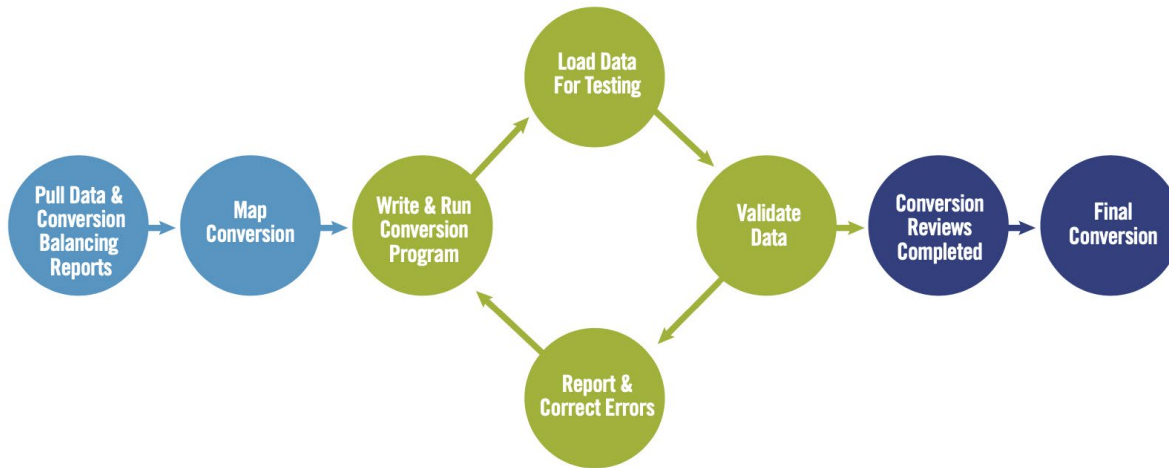 Pull Data &
Conversion
Balancing
Reports
Map
Conversion
Write & Run
Conversion
Program
Load Data
For Testing
Validate
Data
Report &
Correct Errors
Conversion
Reviews
Completed
Final
Conversion